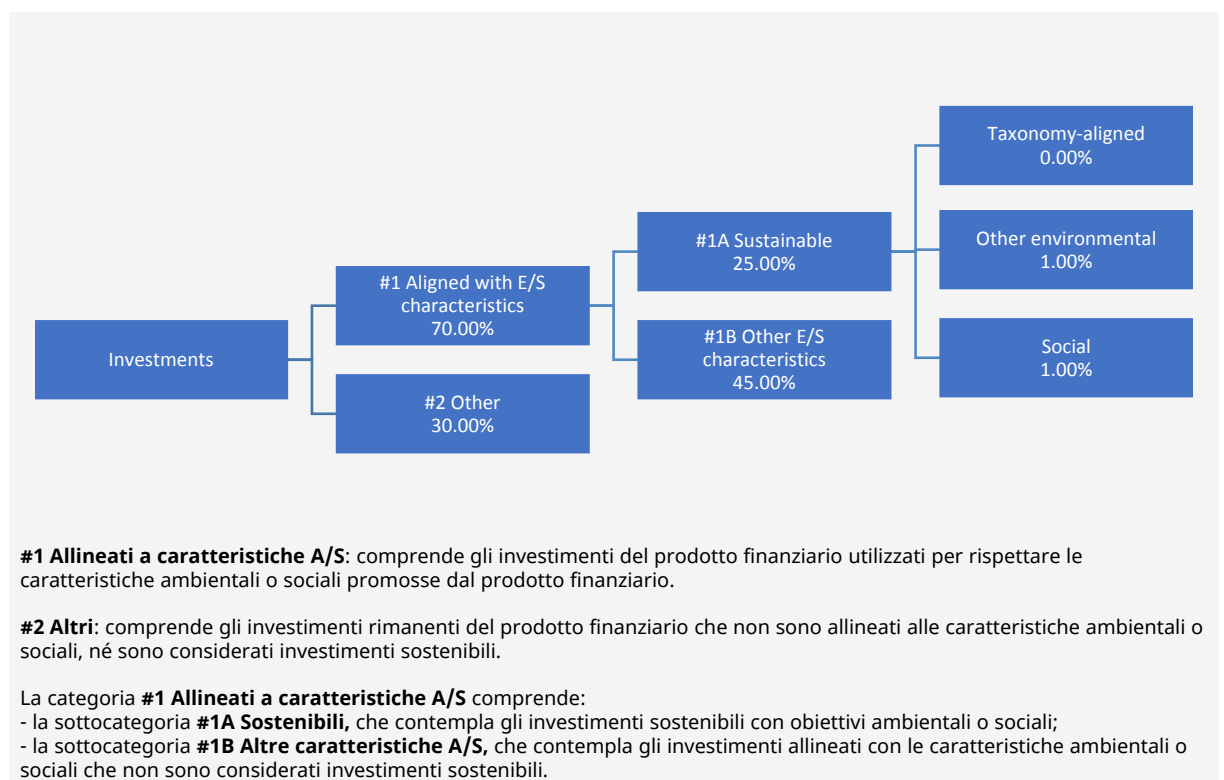 Investments
#1 Aligned with E/S
characteristics
70.00%
#2 Other
30.00%
#1A Sustainable
25.00%
#1B Other E/S
characteristics
45.00%
Taxonomy-aligned
0.00%
Other environmental
1.00%
Social
1.00%
#1 Allineati a caratteristiche A/S: comprende gli investimenti del prodotto finanziario utilizzati per rispettare le
caratteristiche ambientali o sociali promosse dal prodotto finanziario.
#2 Altri: comprende gli investimenti rimanenti del prodotto finanziario che non sono allineati alle caratteristiche ambientali o
sociali, né sono considerati investimenti sostenibili.
La categoria #1 Allineati a caratteristiche A/S comprende:
- la sottocategoria #1A Sostenibili, che contempla gli investimenti sostenibili con obiettivi ambientali o sociali;
- la sottocategoria #1B Altre caratteristiche A/S, che contempla gli investimenti allineati con le caratteristiche ambientali o
sociali che non sono considerati investimenti sostenibili.